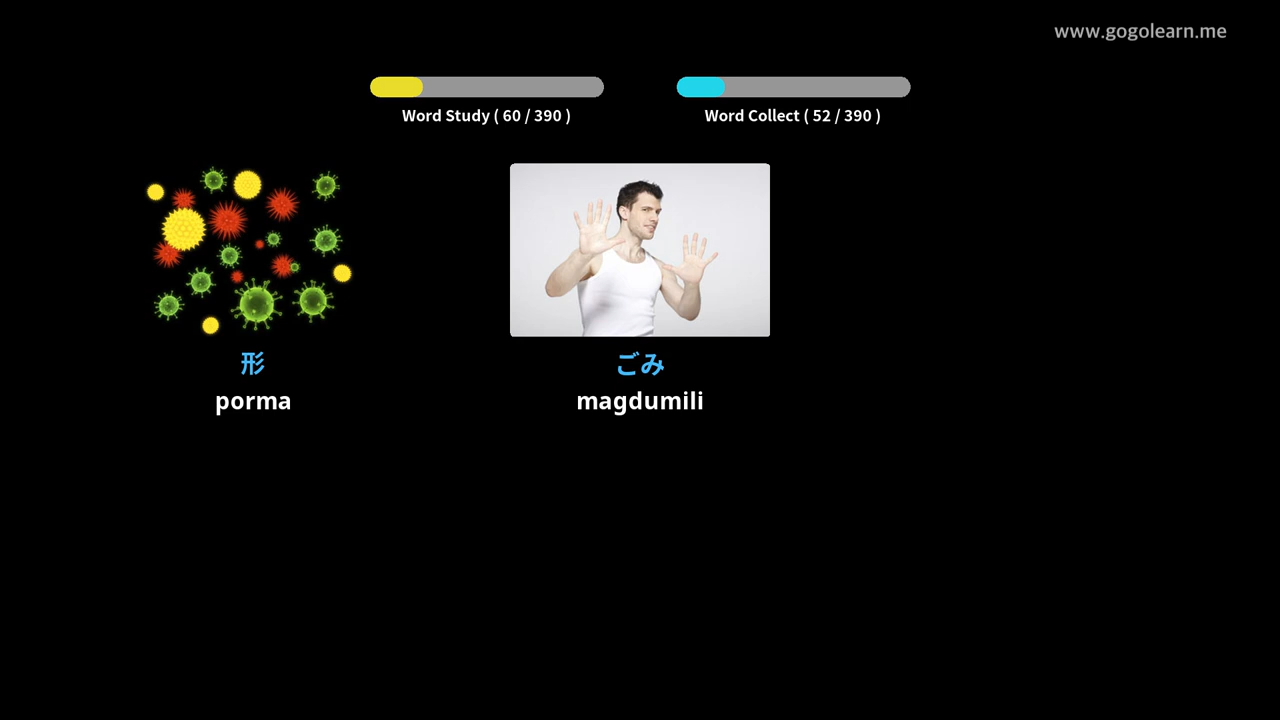 www.gogolearn.me
Word Study ( 60 / 390 )
Word Collect ( 52 / 390 )
形
porma
ごみ
magdumili